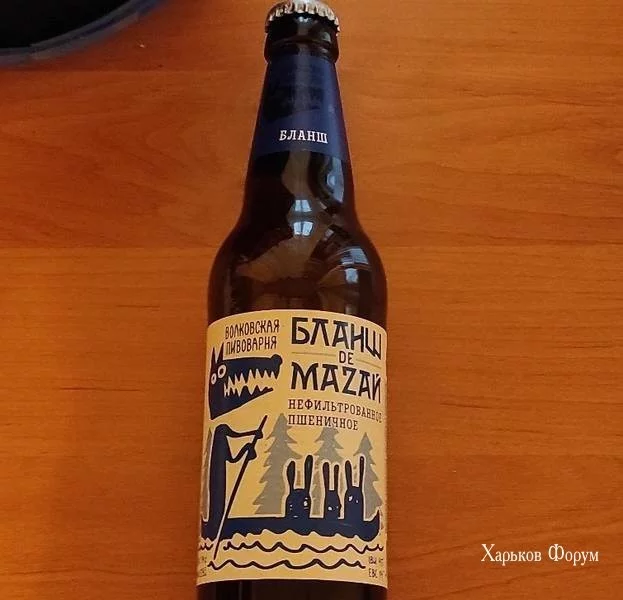 БЛАНШ
ВОЛКОВСКАЯ
ПИВОВАРНЯ
БЛАНШ
DE
MAZAЙ
НЕФИЛЬТРОВАННОЕ
ПШЕНИЧНОЕ
Харьков Форум